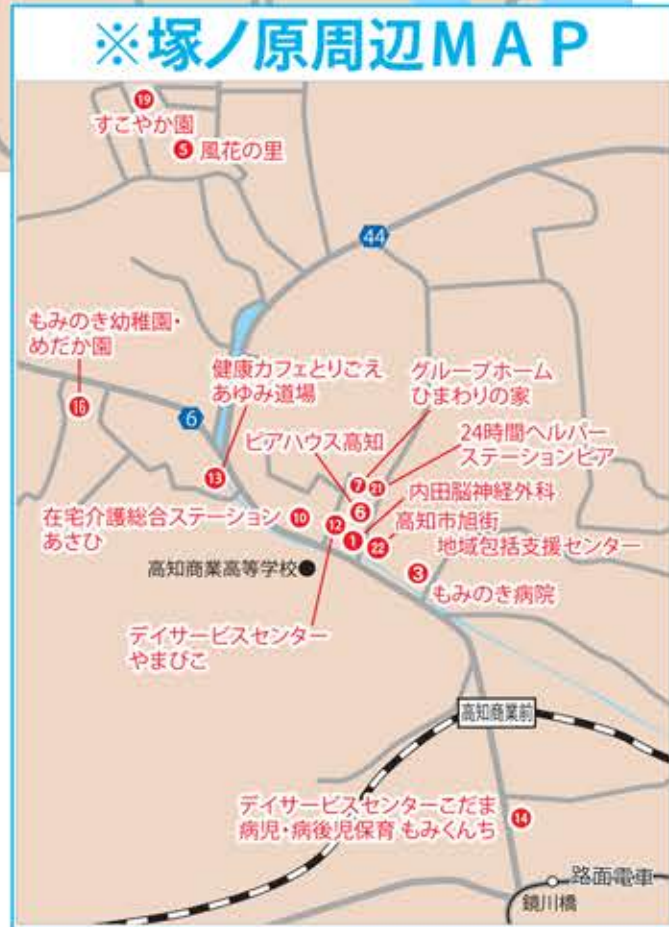 ※塚ノ原周辺MAP
19
すこやか園
5 風花の里
44
もみのき幼稚園・
めだか園
16
6
健康カフェとりごえ
あゆみ道場
13
グループホーム
ひまわりの家
ピアハウス高知
24時間ヘルパー
ステーションピア
7
21
6
内田脳神経外科
在宅介護総合ステーション
あさひ
10
12
1
22
高知市旭街
地域包括支援センター
高知商業高等学校
3
もみのき病院
デイサービスセンター
やまびこ
高知商業前
デイサービスセンターこだま
病児・病後児保育 もみくんち
14
路面電車
鏡川橋